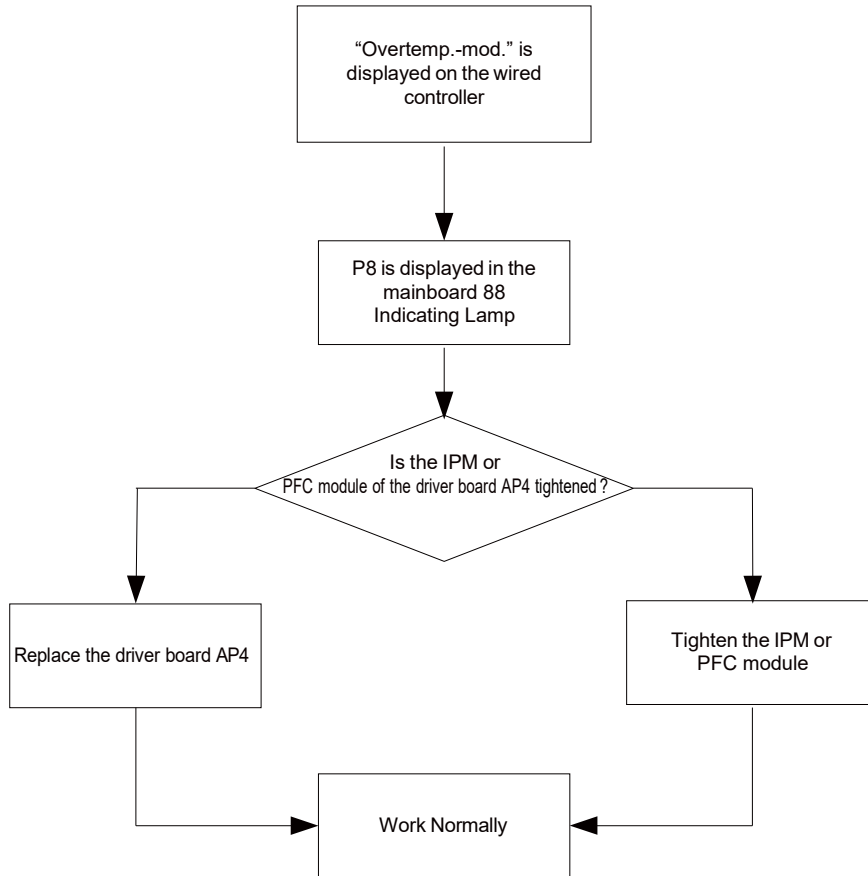 “Overtemp.-mod.” is
displayed on the wired
controller
P8 is displayed in the
mainboard 88
Indicating Lamp
Is the IPM or
PFC module of the driver board AP4 tightened?
Replace the driver board AP4
Tighten the IPM or
PFC module
Work Normally